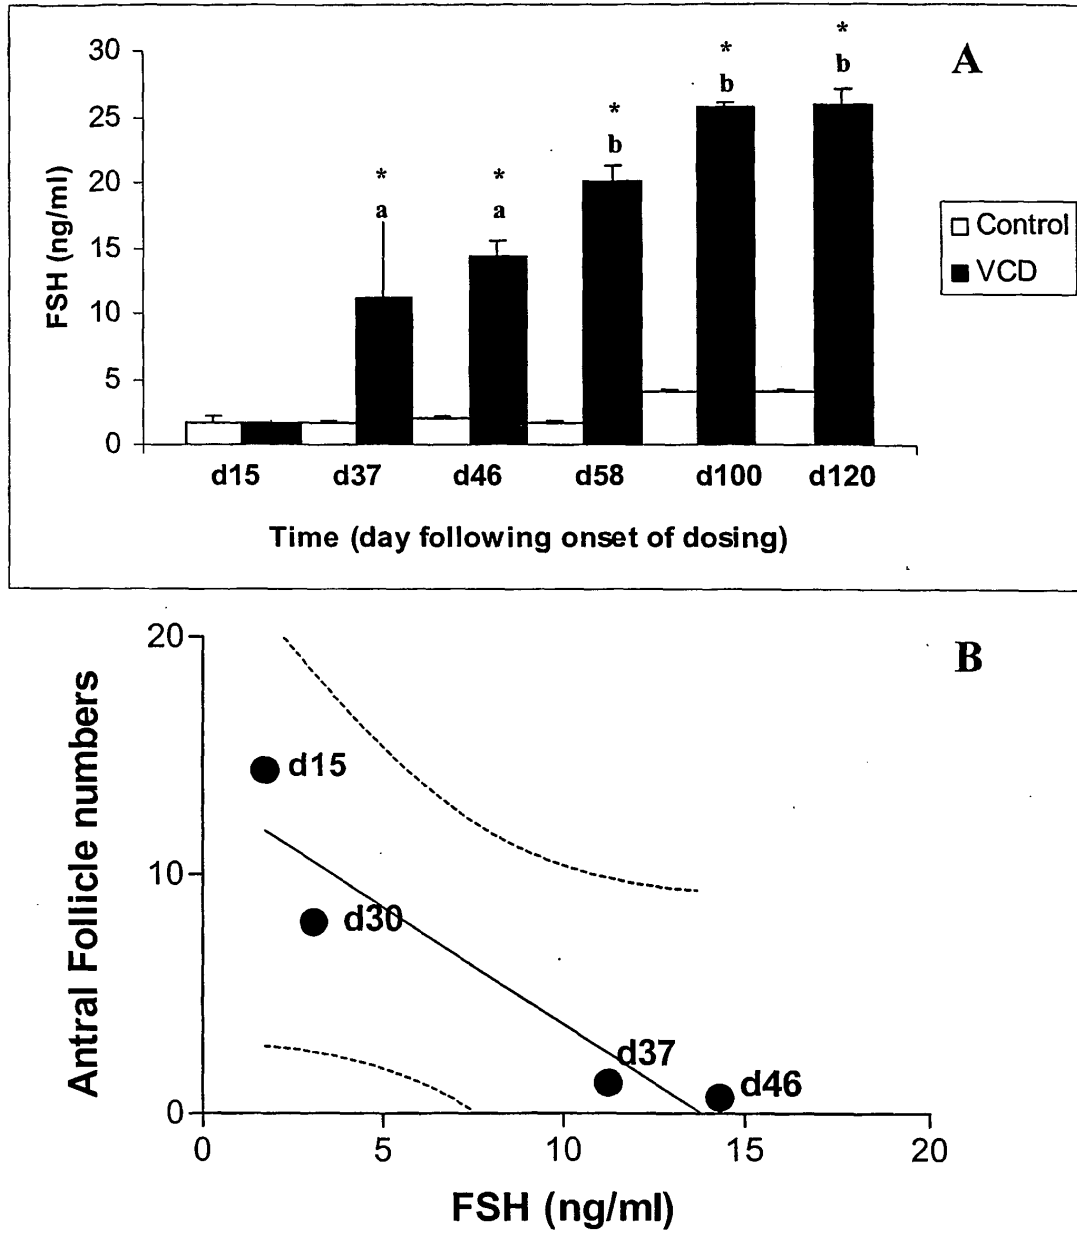 A
30
25
20
15
10
5
0
FSH (ng/ml)
*
a
*
a
*
b
*
b
*
b
Control
VCD
d15 d37 d46 d58 d100 d120
Time (day following onset of dosing)
B
20
10
0
Antral Follicle numbers
d15
d30
d37
d46
0 5 10 15 20
FSH (ng/ml)